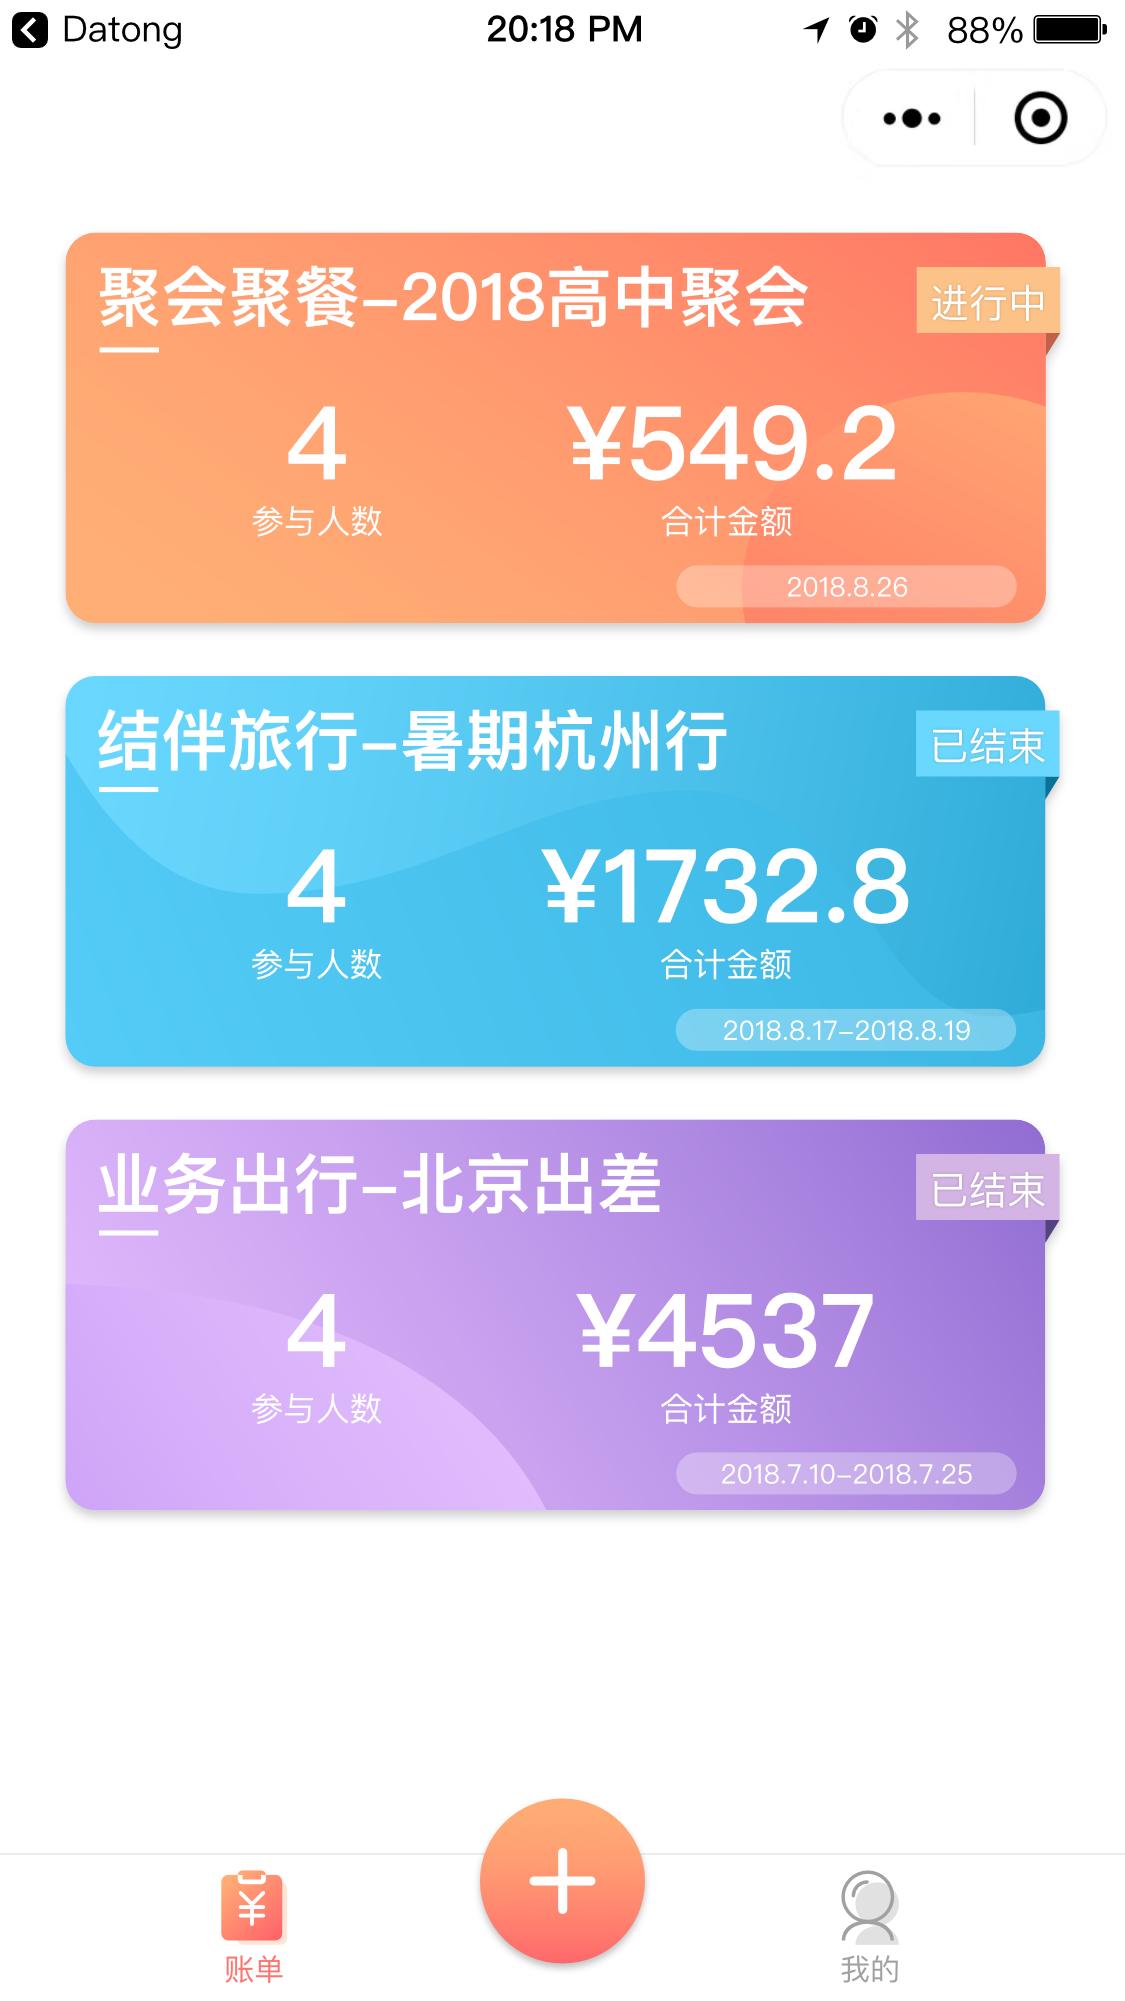 Datong
20:18 PM
88%
聚会聚餐–2018高中聚会
进行中
4
¥549.2
参与人数
合计金额
2018.8.26
结伴旅行–暑期杭州行
已结束
4
¥1732.8
参与人数
合计金额
2018.8.17–2018.8.19
业务出行–北京出差
已结束
4
¥4537
参与人数
合计金额
2018.7.10–2018.7.25
¥
账单
我的